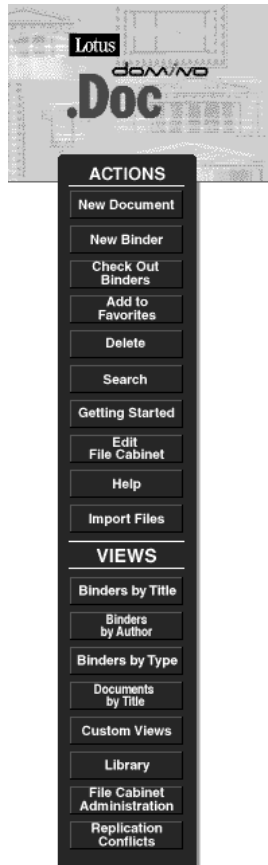 Lotus
domino
.Doc
ACTIONS
New Document
New Binder
Check Out
Binders
Add to
Favorites
Delete
Search
Getting Started
Edit
File Cabinet
Help
Import Files
VIEWS
Binders by Title
Binders
by Author
Binders by Type
Documents
by Title
Custom Views
Library
File Cabinet
Administration
Replication
Conflicts